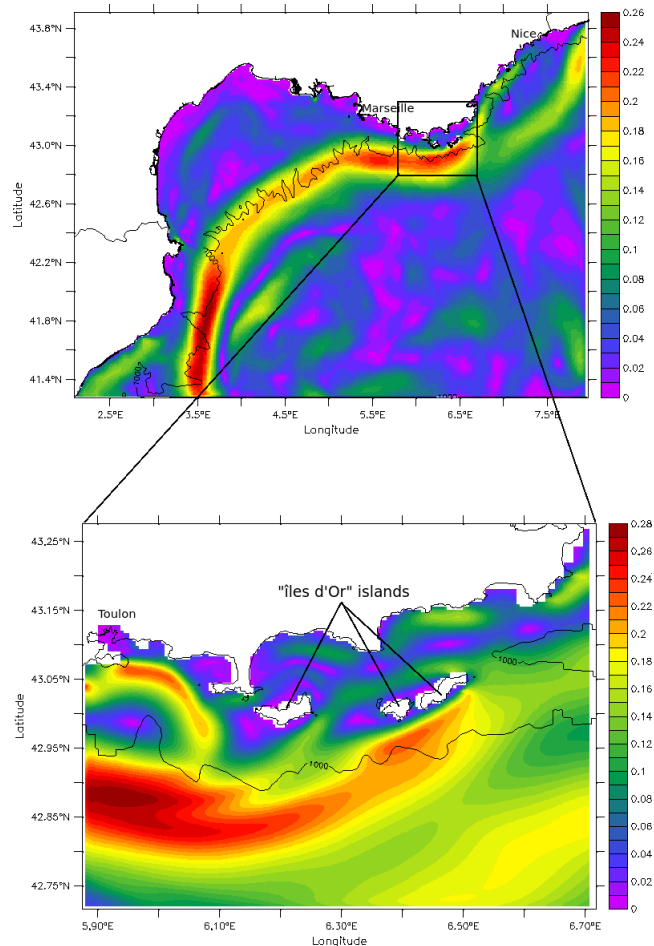 43.8°N
43.4°N
43.0°N
42.6°N
42.2°N
41.8°N
41.4°N
Latitude
Nice
Marseille
1000
2.5°E 3.5°E 4.5°E 5.5°E 6.5°E 7.5°E
Longitude
0.26
0.24
0.22
0.2
0.18
0.16
0.14
0.12
0.10
0.08
0.06
0.04
0.02
0
43.25°N
43.15°N
43.05°N
42.95°N
42.85°N
42.75°N
Latitude
"îles d'Or" islands
Toulon
1000
1000
5.90°E 6.10°E 6.30°E 6.50°E 6.70°E
Longitude
0.28
0.26
0.24
0.22
0.2
0.18
0.16
0.14
0.12
0.10
0.08
0.06
0.04
0.02
0